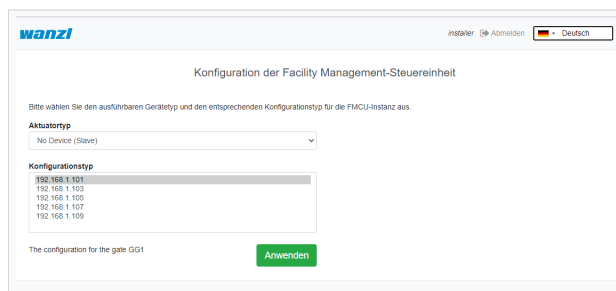 wanzl
installer Abmelden Deutsch
Konfiguration der Facility Management-Steuereinheit
Bitte wählen Sie den ausführbaren Gerätetyp und den entsprechenden Konfigurationstyp für die FMCU-Instanz aus.
Aktuatortyp
No Device (Slave)
Konfigurationstyp
192.168.1.101
192.168.1.103
192.168.1.105
192.168.1.107
192.168.1.109
The configuration for the gate GG1
Anwenden